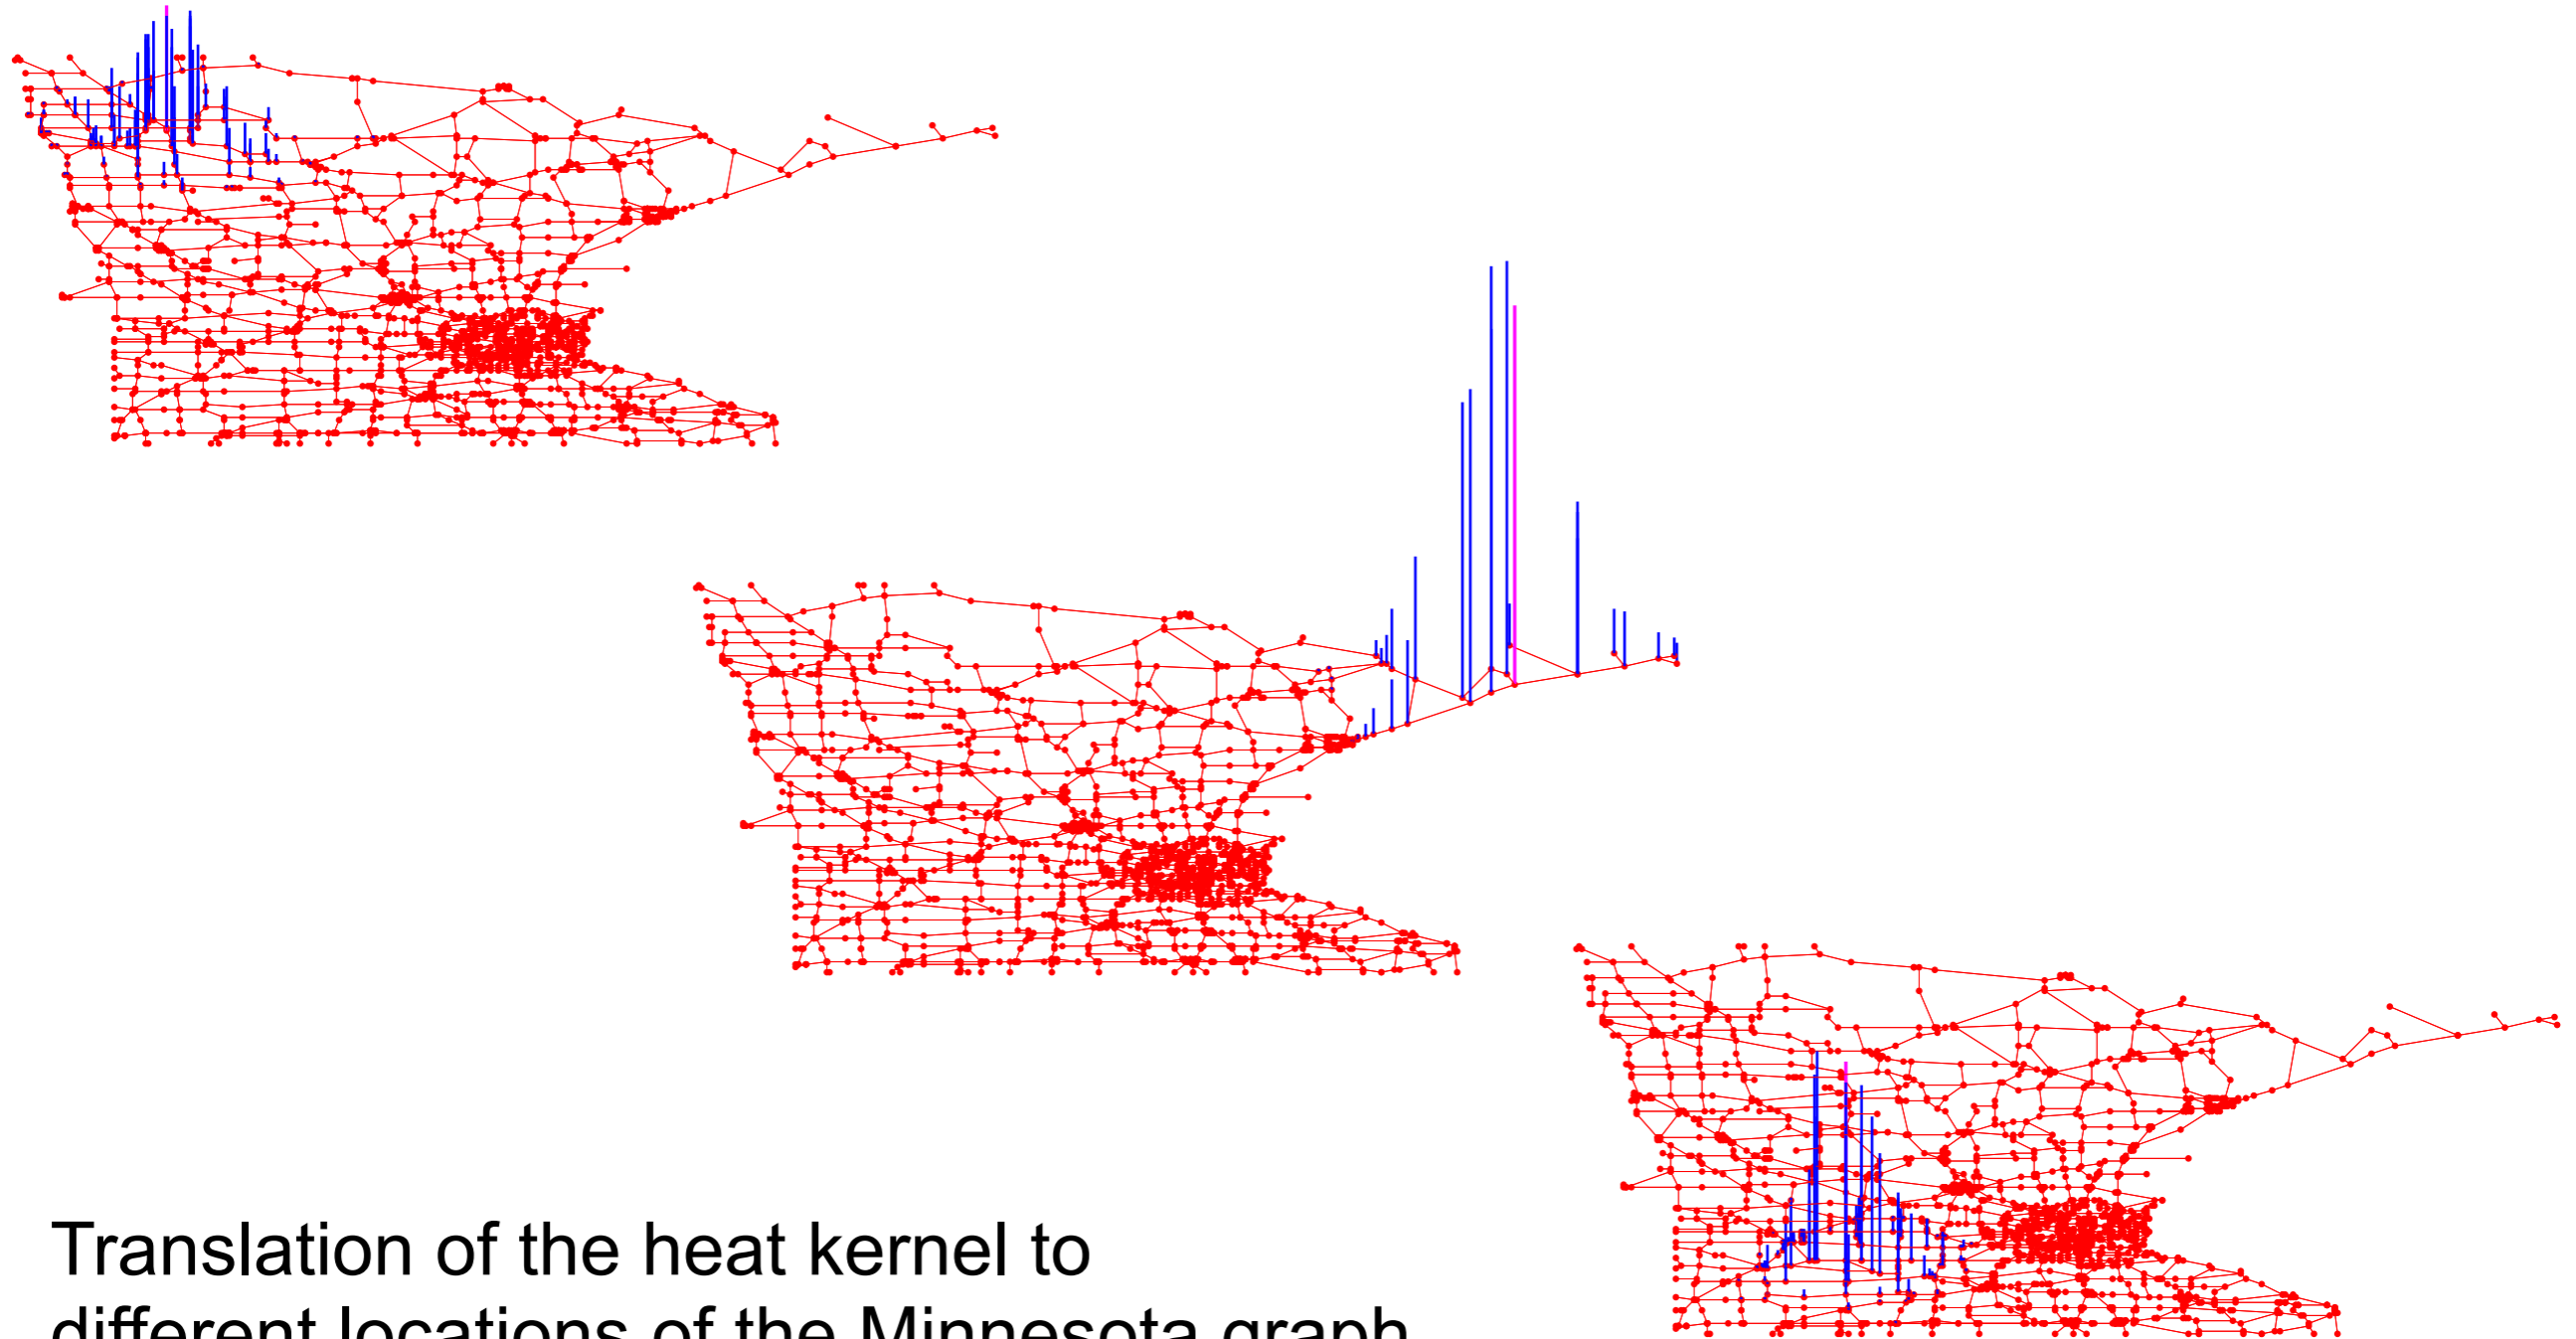 Translation of the heat kernel to
different locations of the Minnesota graph